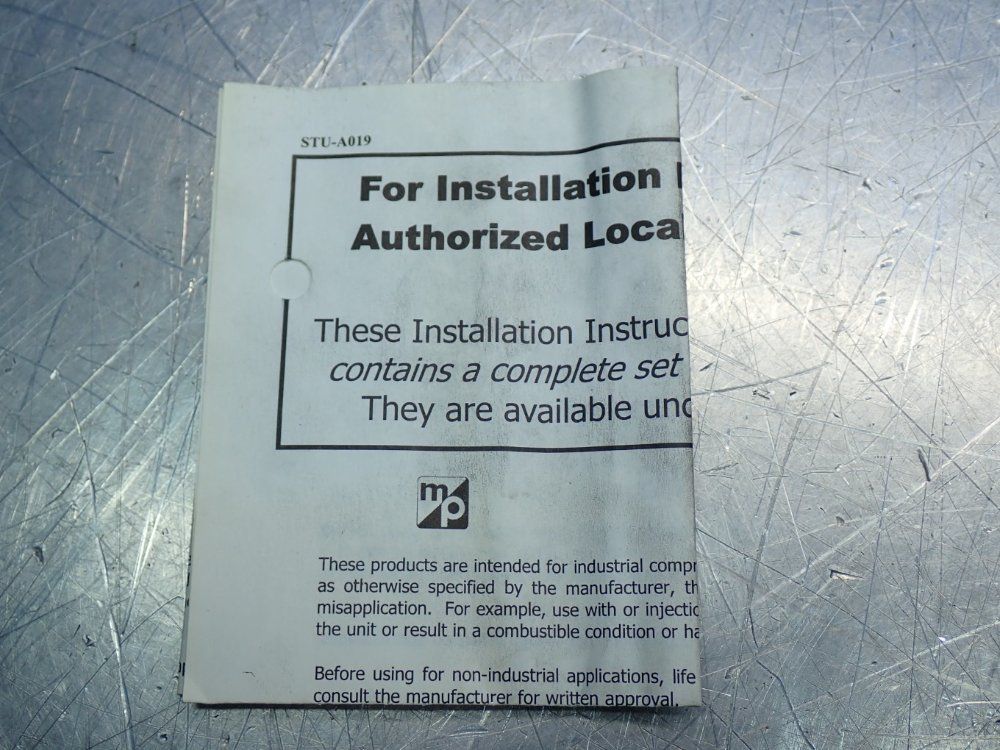 STU-A019
For Installation
Authorized Loca
These Installation Instruc
contains a complete set
They are available und
m
p
These products are intended for industrial compr
as otherwise specified by the manufacturer, th
misapplication. For example, use with or injectio
the unit or result in a combustible condition or ha
Before using for non-industrial applications, life
consult the manufacturer for written approval.